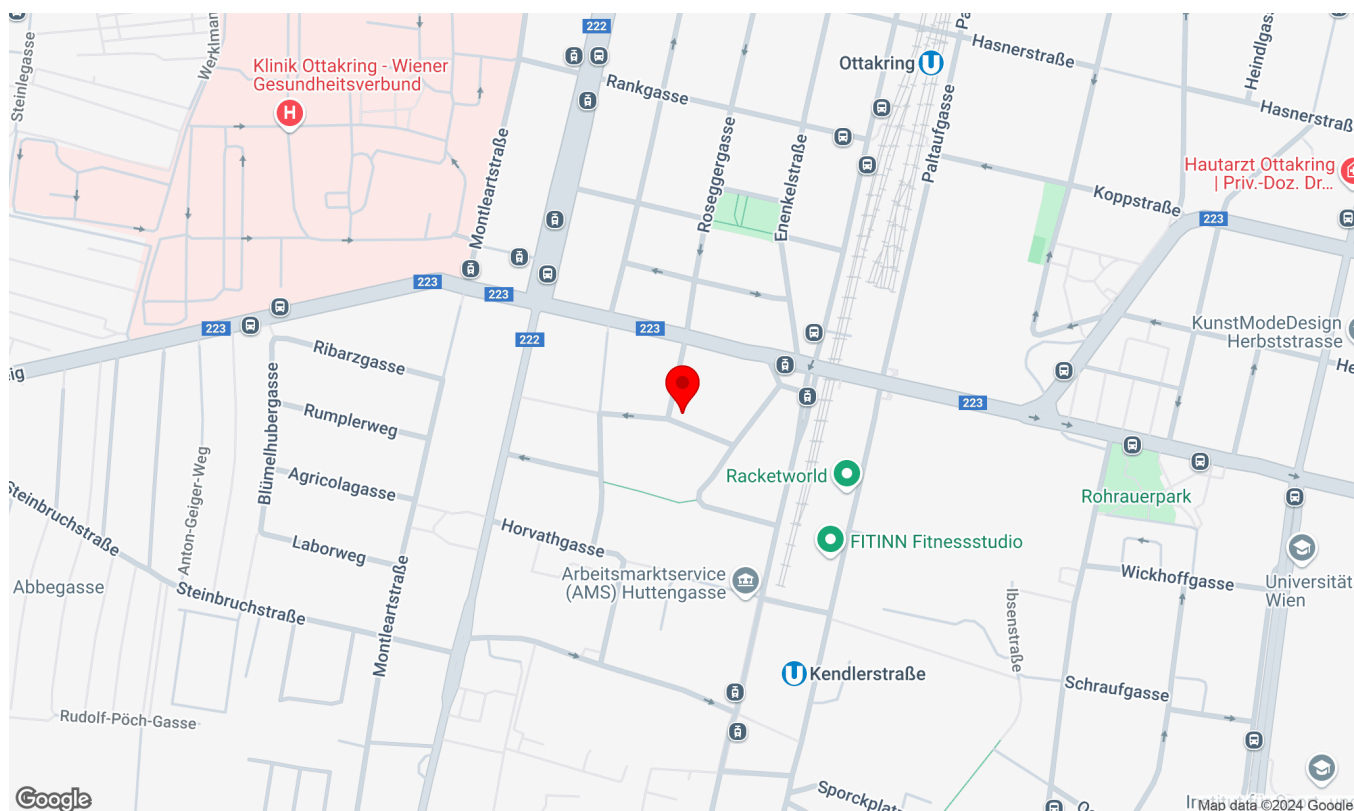 222
Hasnerstraße
Heindlgasse
Steinlegasse
Klinik Ottakring - Wiener
Gesundheitsverbund
H
Ottakring
U
Rankgasse
Hasnerstraße
Montleartstraße
Roseggergasse
Enenkelstraße
Paltaufgasse
Hautarzt Ottakring
| Priv.-Doz. Dr...
Koppstraße
223
223
223
223
223
222
223
KunstModeDesign
Herbststrasse
Ribarzgasse
Rumplerweg
Agricolagasse
Laborweg
Blümelhubergasse
Anton-Geiger-Weg
Steinbruchstraße
Steinbruchstraße
Abbegasse
Montleartstraße
Horvathgasse
Racketworld
FITINN Fitnessstudio
Arbeitsmarktservice
(AMS) Huttengasse
Rohrauerpark
Wickhoffgasse
Universität
Wien
Ibsenstraße
U
Kendlerstraße
Schraufgasse
Rudolf-Pöch-Gasse
Google
Map data ©2024 Google